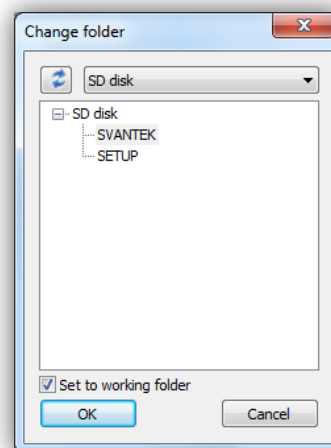 Change folder
SD disk
SD disk
SVANTEK
SETUP
Set to working folder
OK Cancel